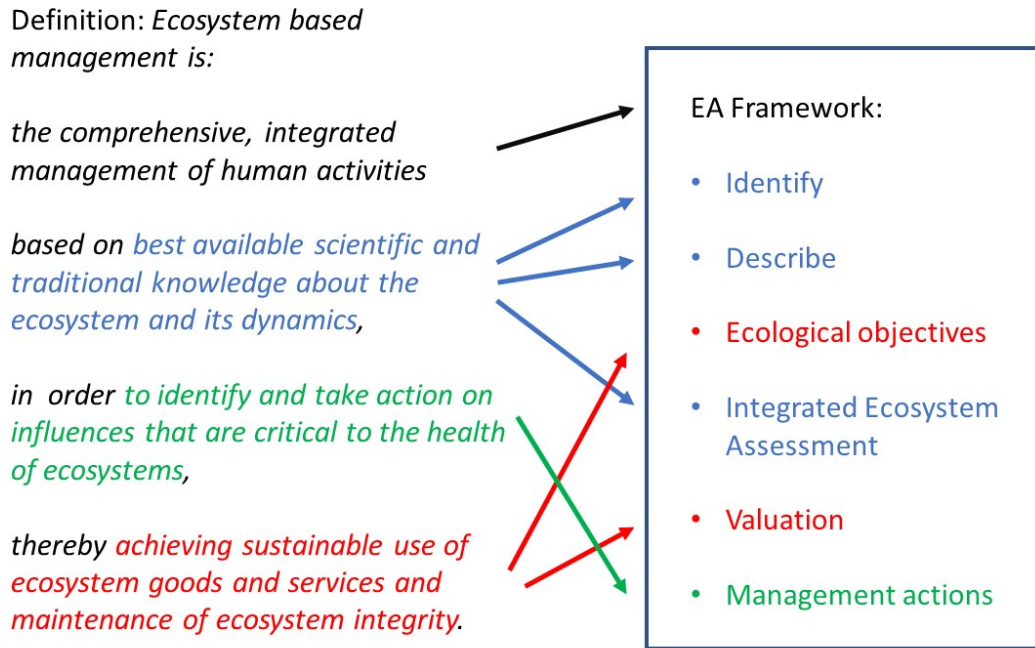 Definition: Ecosystem based
management is:
the comprehensive, integrated
management of human activities
based on best available scientific and
traditional knowledge about the
ecosystem and its dynamics,
in order to identify and take action on
influences that are critical to the health
of ecosystems,
thereby achieving sustainable use of
ecosystem goods and services and
maintenance of ecosystem integrity.
EA Framework:
• Identify
• Describe
• Ecological objectives
• Integrated Ecosystem
Assessment
• Valuation
• Management actions